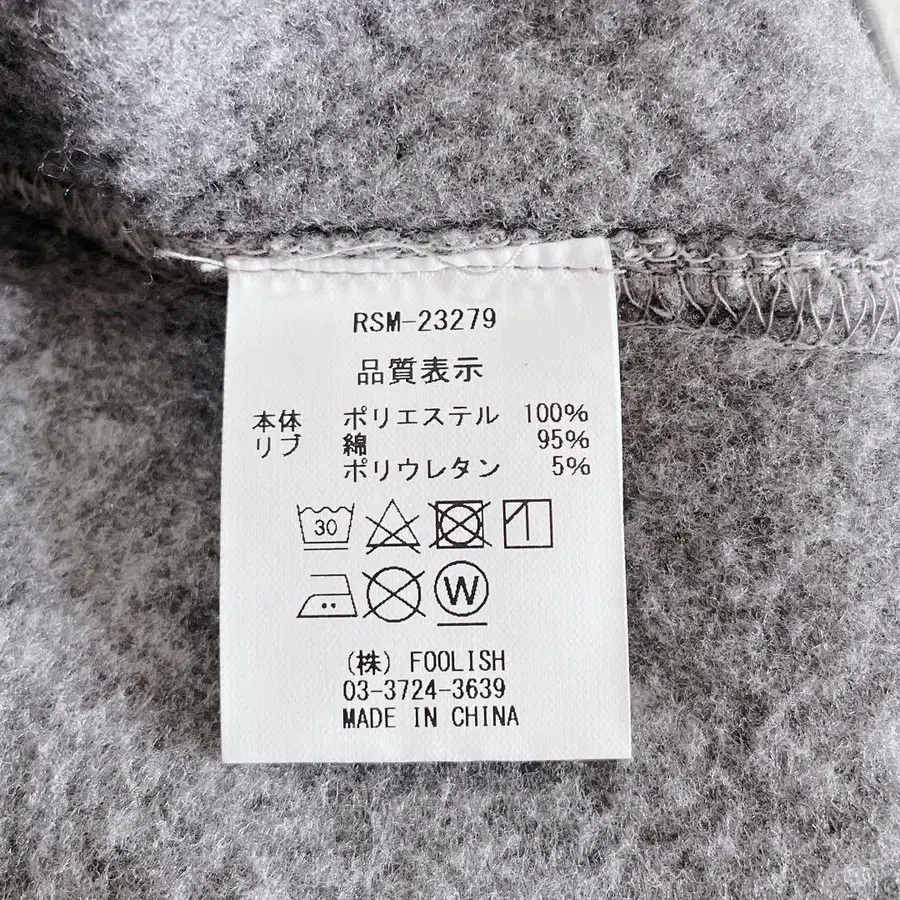 RSM-23279
品質表示
本体 ポリエステル 100%
リブ 綿 95%
ポリウレタン 5%
30
W
(株) FOOLISH
03-3724-3639
MADE IN CHINA